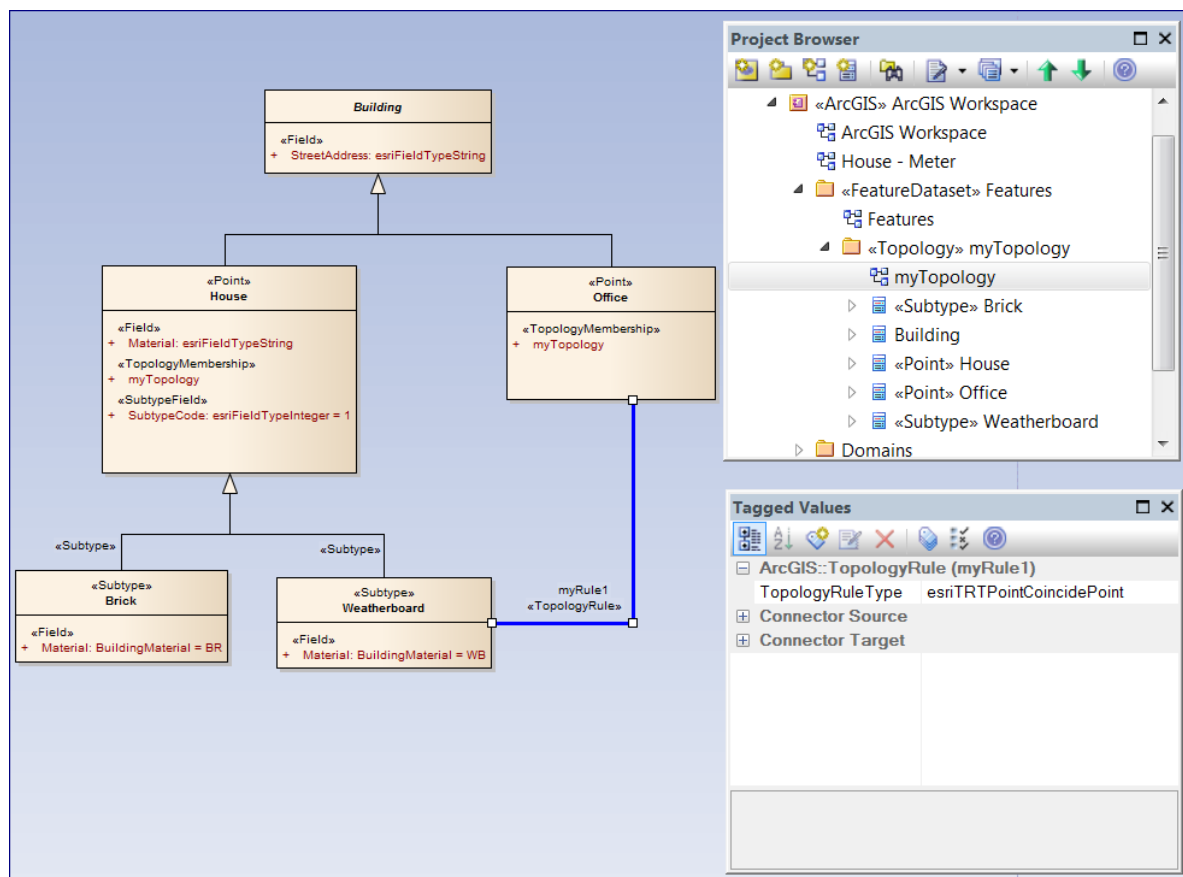 Building
«Field»
+ StreetAddress: esriFieldTypeString
«Point»
House
«Field»
+ Material: esriFieldTypeString
«TopologyMembership»
+ myTopology
«SubtypeField»
+ SubtypeCode: esriFieldTypeInteger = 1
«Point»
Office
«TopologyMembership»
+ myTopology
«Subtype»
«Subtype»
«Subtype»
Brick
«Field»
+ Material: BuildingMaterial = BR
«Subtype»
Weatherboard
«Field»
+ Material: BuildingMaterial = WB
myRule1
«TopologyRule»
Project Browser
«ArcGIS» ArcGIS Workspace
ArcGIS Workspace
House - Meter
«FeatureDataset» Features
Features
«Topology» myTopology
myTopology
«Subtype» Brick
Building
«Point» House
«Point» Office
«Subtype» Weatherboard
Domains
Tagged Values
ArcGIS::TopologyRule (myRule1)
TopologyRuleType esriTRTPointCoincidePoint
Connector Source
Connector Target